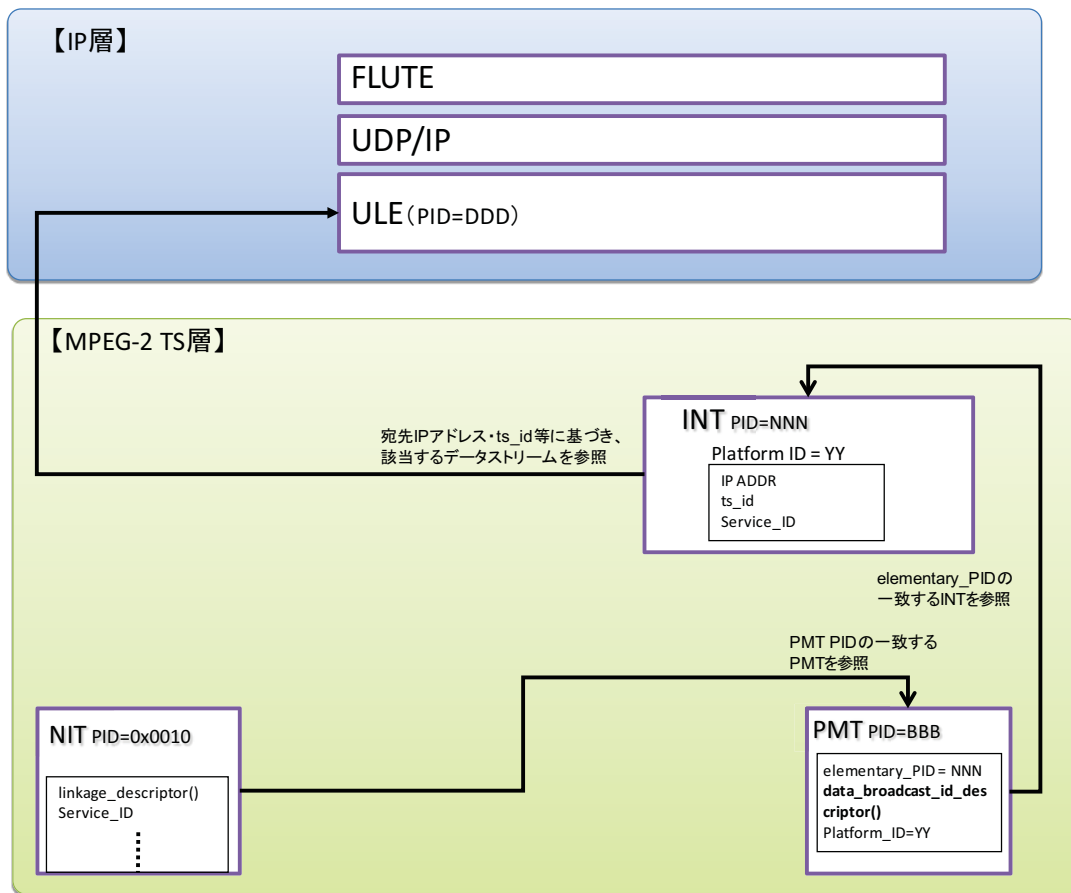 【IP層】
FLUTE
UDP/IP
ULE（PID=DDD）
【MPEG-2 TS層】
INT PID=NNN
Platform ID = YY
IP ADDR
ts_id
Service_ID
宛先IPアドレス・ts_id等に基づき、
該当するデータストリームを参照
elementary_PIDの
一致するINTを参照
PMT PIDの一致する
PMTを参照
NIT PID=0x0010
linkage_descriptor()
Service_ID
PMT PID=BBB
elementary_PID = NNN
data_broadcast_id_des
criptor()
Platform_ID=YY